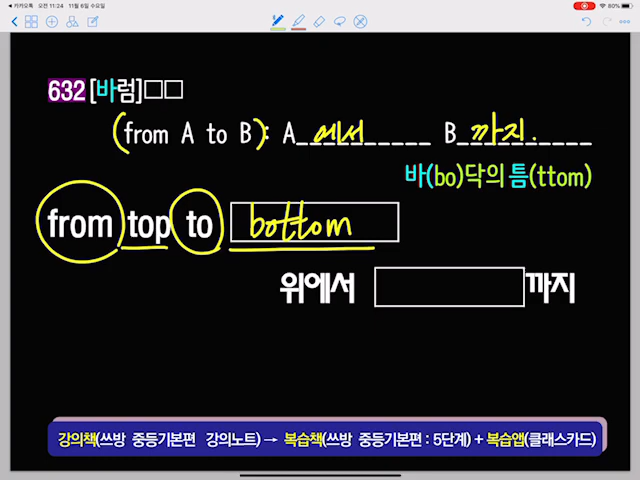 카카오톡 오전 11:24 11월 6일 수요일 80%
632 [바럼]□□
(from A to B): A 에서 B 까지.
바(bo)닥의 틈(ttom)
from top to bottom
위에서 까지
강의책(쓰방 중등기본편 강의노트) → 복습책(쓰방 중등기본편 : 5단계) + 복습앱(클래스카드)